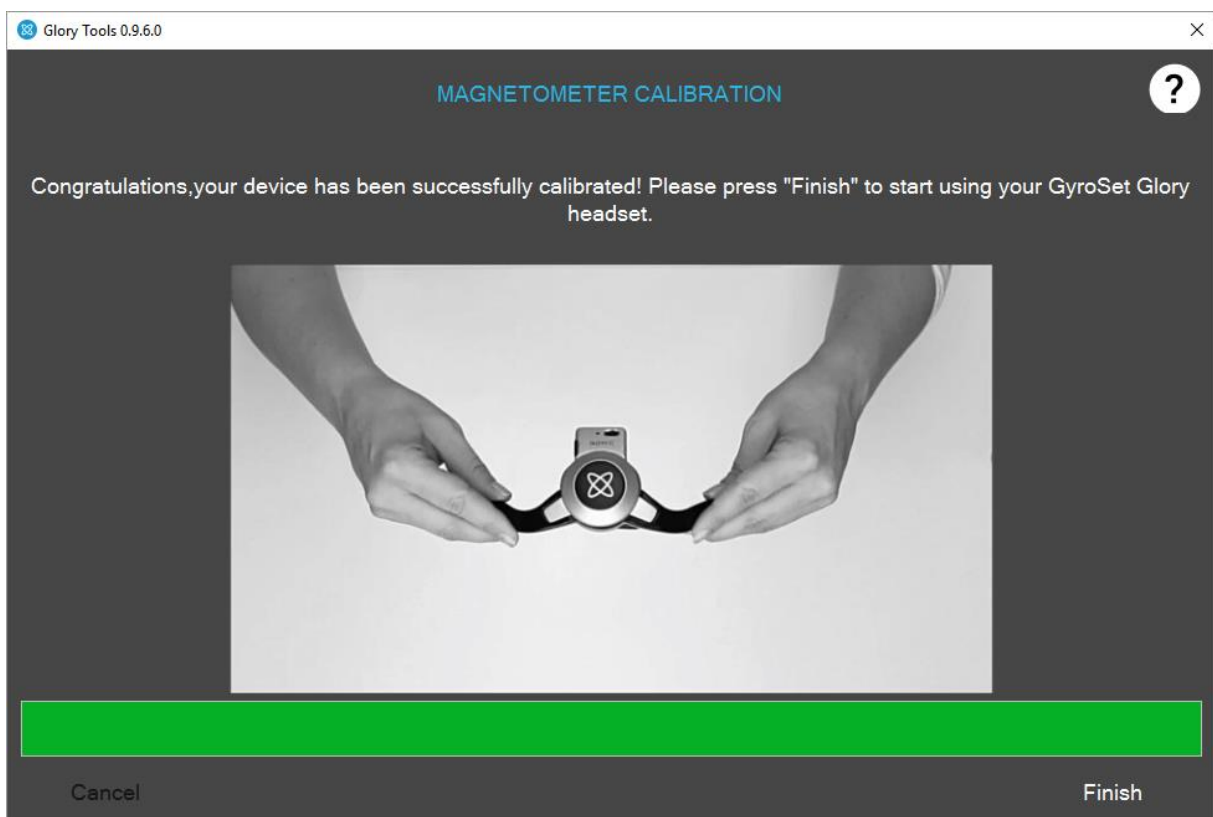 Glory Tools 0.9.6.0
MAGNETOMETER CALIBRATION
?
Congratulations,your device has been successfully calibrated! Please press "Finish" to start using your GyroSet Glory
headset.
Cancel
Finish